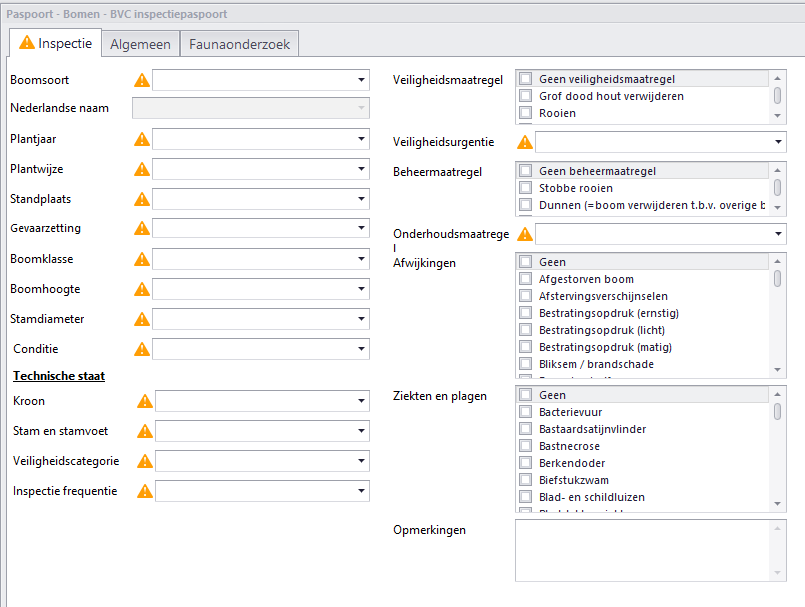 Paspoort - Bomen - BVC inspectiepaspoort
Inspectie
Algemeen
Faunaonderzoek
Boomsoort
Nederlandse naam
Plantjaar
Plantwijze
Standplaats
Gevaarzetting
Boomklasse
Boomhoogte
Stamdiameter
Conditie
Technische staat
Kroon
Stam en stamvoet
Veiligheidscategorie
Inspectie frequentie
Veiligheidsmaatregel
Geen veiligheidsmaatregel
Grof dood hout verwijderen
Rooien
Veiligheidsurgentie
Beheermaatregel
Geen beheermaatregel
Stobbe rooien
Dunnen (=boom verwijderen t.b.v. overige b
Onderhoudsmaatrege
l
Afwijkingen
Geen
Afgestorven boom
Afstervingsverschijnselen
Bestratingsopdruk (ernstig)
Bestratingsopdruk (licht)
Bestratingsopdruk (matig)
Bliksem / brandschade
Ziekten en plagen
Geen
Bacterievuur
Bastaardsatijnvlinder
Bastnecrose
Berkendoder
Biefstukzwam
Blad- en schildluizen
Opmerkingen